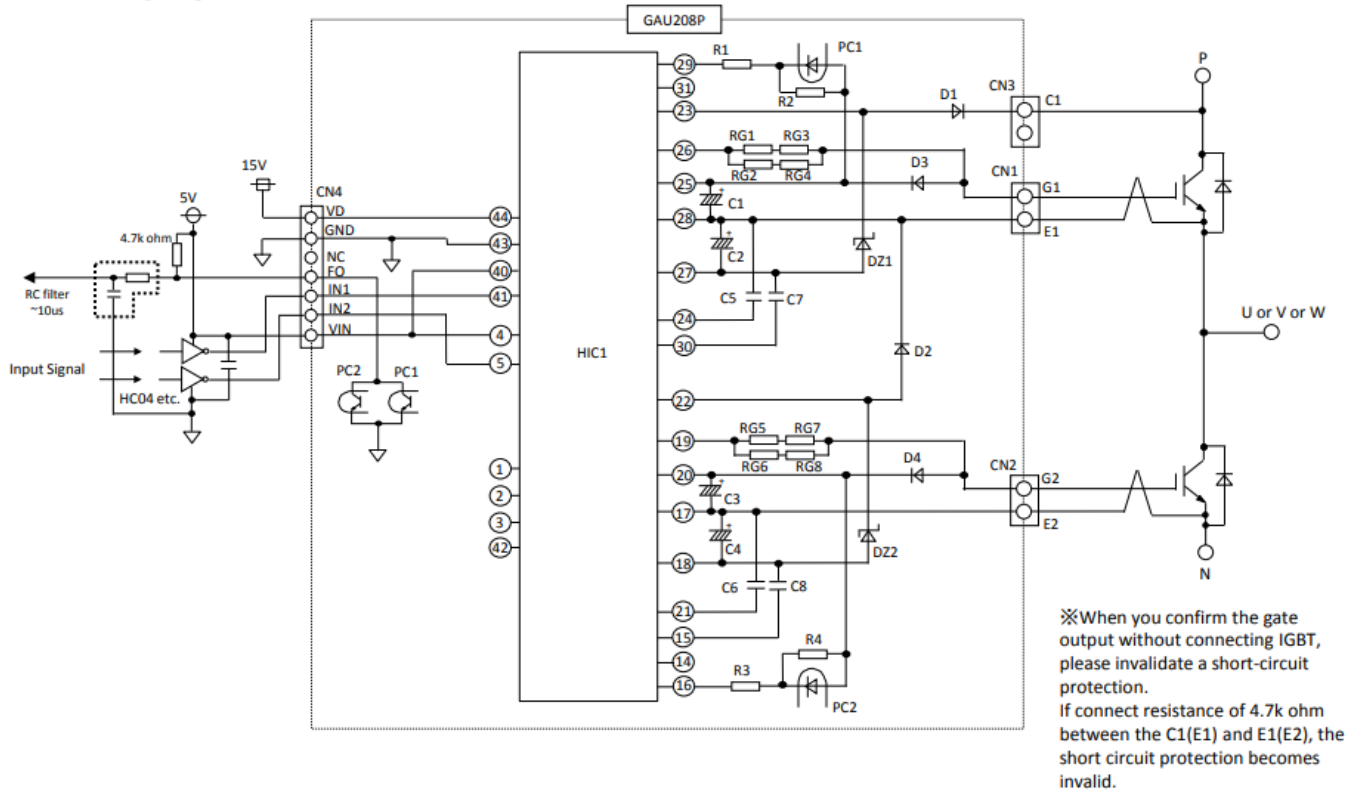 GAU208P
29
R1
PC1
31
R2
P
23
D1
CN3
C1
26
RG1
RG3
RG2
RG4
D3
15V
CN4
25
CN1
G1
5V
VD
44
C1
+
28
E1
4.7k ohm
GND
43
C2
+
NC
40
27
DZ1
FO
RC filter
~10us
IN1
41
C5
C7
IN2
24
U or V or W
VIN
4
30
HIC1
D2
Input Signal
5
PC2
PC1
HC04 etc.
22
19
RG5
RG7
RG6
RG8
1
20
D4
CN2
G2
2
C3
+
17
E2
3
C4
+
42
18
DZ2
N
C6
C8
21
15
R4
14
R3
16
PC2
※When you confirm the gate
output without connecting IGBT,
please invalidate a short-circuit
protection.
If connect resistance of 4.7k ohm
between the C1(E1) and E1(E2), the
short circuit protection becomes
invalid.